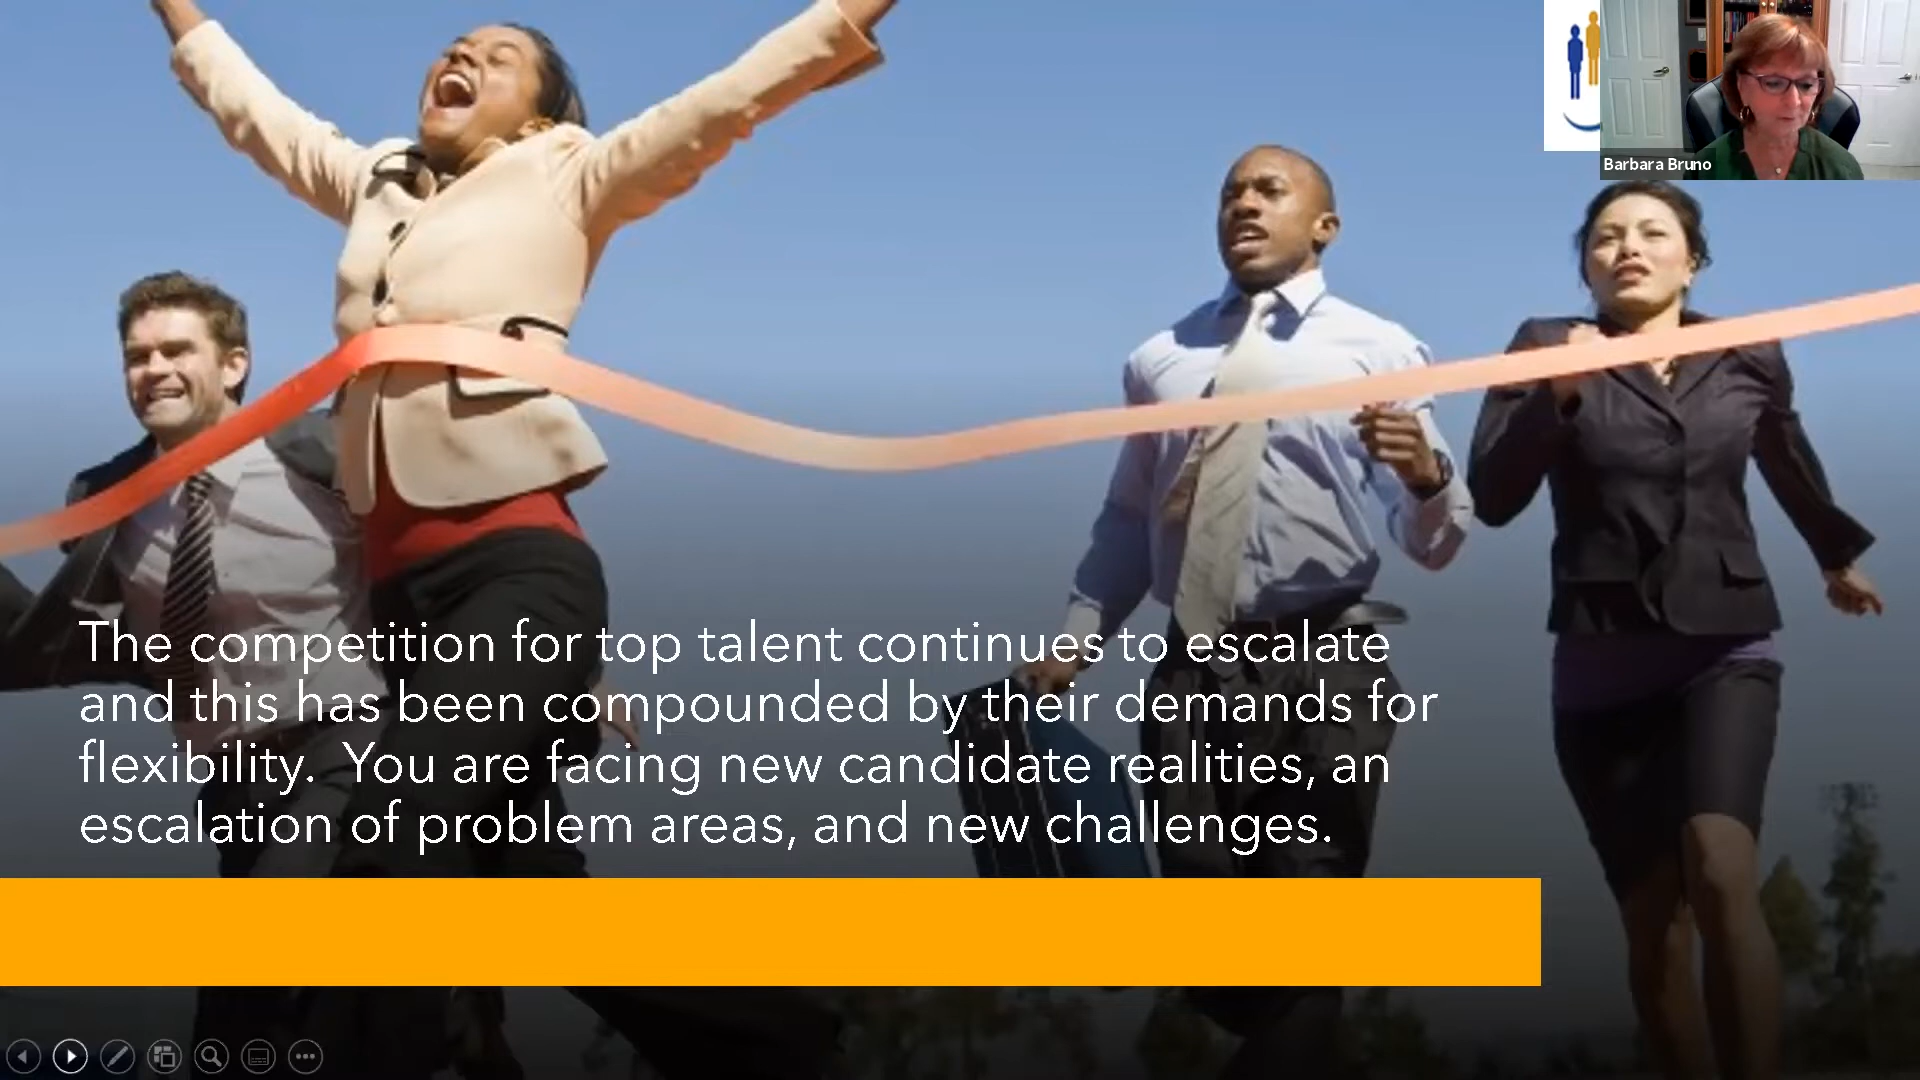 Barbara Bruno
The competition for top talent continues to escalate
and this has been compounded by their demands for
flexibility. You are facing new candidate realities, an
escalation of problem areas, and new challenges.